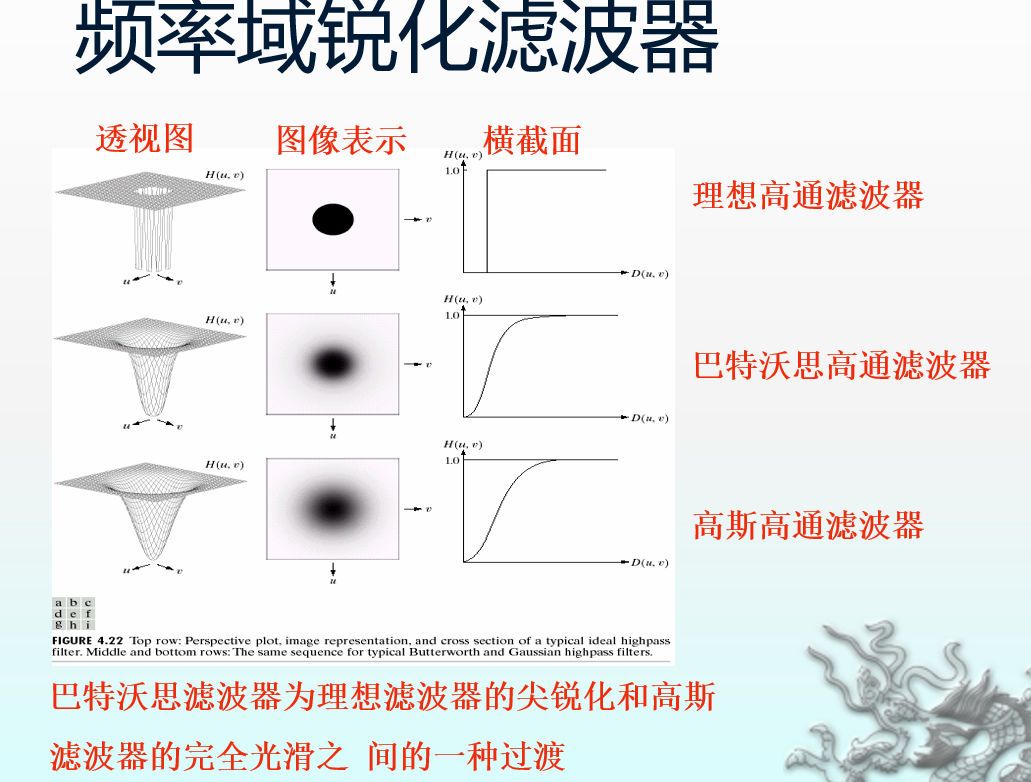 频率域锐化滤波器
透视图 图像表示 横截面
H(u, v)
H(u, v)
1.0
理想高通滤波器
v
D(u, v)
u v
u
H(u, v)
H(u, v)
1.0
巴特沃思高通滤波器
v
D(u, v)
u v
u
H(u, v)
H(u, v)
1.0
高斯高通滤波器
v
D(u, v)
u v
u
a b c
d e f
g h i
FIGURE 4.22 Top row: Perspective plot, image representation, and cross section of a typical ideal highpass
filter. Middle and bottom rows: The same sequence for typical Butterworth and Gaussian highpass filters.
巴特沃思滤波器为理想滤波器的尖锐化和高斯
滤波器的完全光滑之 间的一种过渡